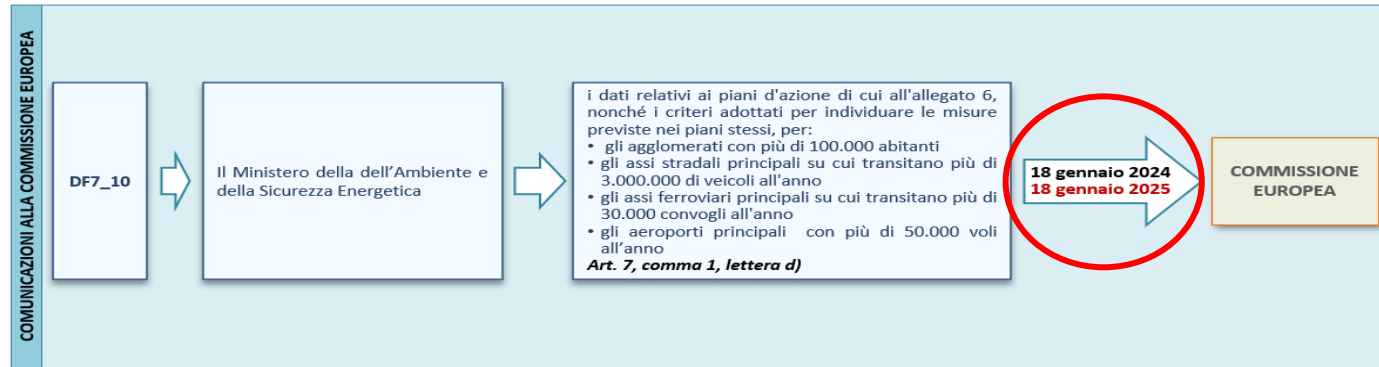 COMUNICAZIONI ALLA COMMISSIONE EUROPEA
DF7_10
Il Ministero della dell'Ambiente e
della Sicurezza Energetica
i dati relativi ai piani d'azione di cui all'allegato 6,
nonché i criteri adottati per individuare le misure
previste nei piani stessi, per:
• gli agglomerati con più di 100.000 abitanti
• gli assi stradali principali su cui transitano più di
3.000.000 di veicoli all'anno
• gli assi ferroviari principali su cui transitano più di
30.000 convogli all'anno
• gli aeroporti principali con più di 50.000 voli
all'anno
Art. 7, comma 1, lettera d)
18 gennaio 2024
18 gennaio 2025
COMMISSIONE
EUROPEA